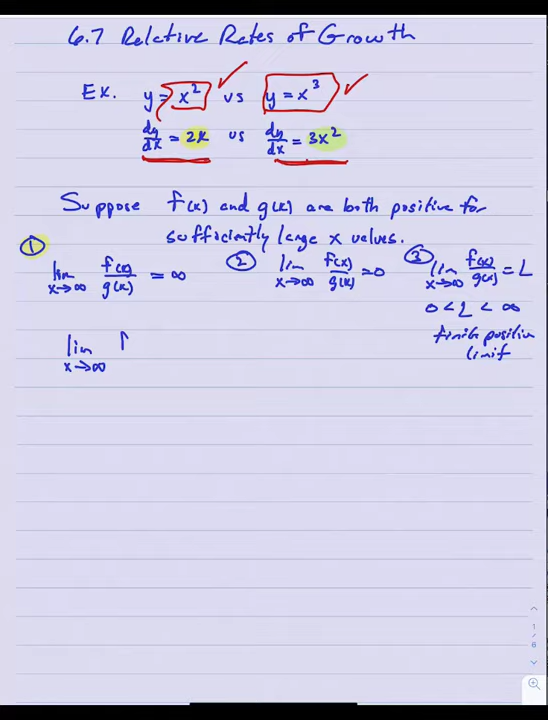 6.7 Relative Rates of Growth
Ex. y = x² vs y = x³
dy/dx = 2x vs dy/dx = 3x²
Suppose f(x) and g(x) are both positive for
sufficiently large x values.
① lim x→∞ f(x)/g(x) = ∞ ② lim x→∞ f(x)/g(x) = 0 ③ lim x→∞ f(x)/g(x) = L
0 < L < ∞
finite positive
limit
lim x→∞
1
/
6